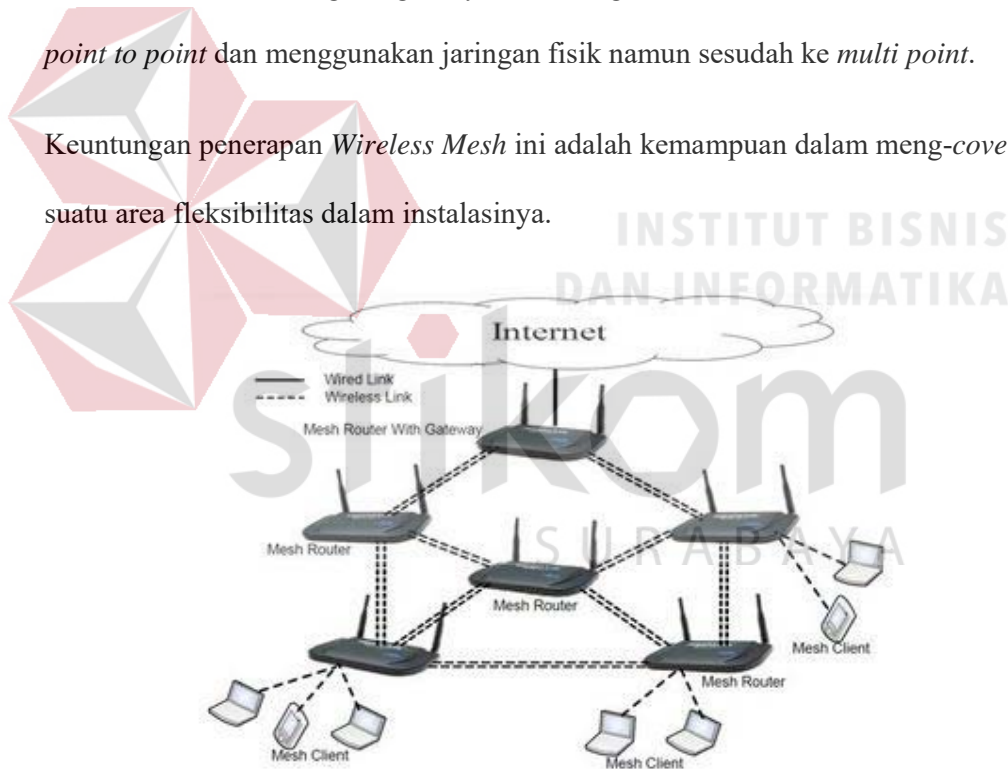 point to point dan menggunakan jaringan fisik namun sesudah ke multi point.
Keuntungan penerapan Wireless Mesh ini adalah kemampuan dalam meng-cove
suatu area fleksibilitas dalam instalasinya.
INSTITUT BISNIS
DAN INFORMATIKA
stikom
SURABAYA
Internet
Wired Link
Wireless Link
Mesh Router With Gateway
Mesh Router
Mesh Router
Mesh Client
Mesh Router
Mesh Client
Mesh Client